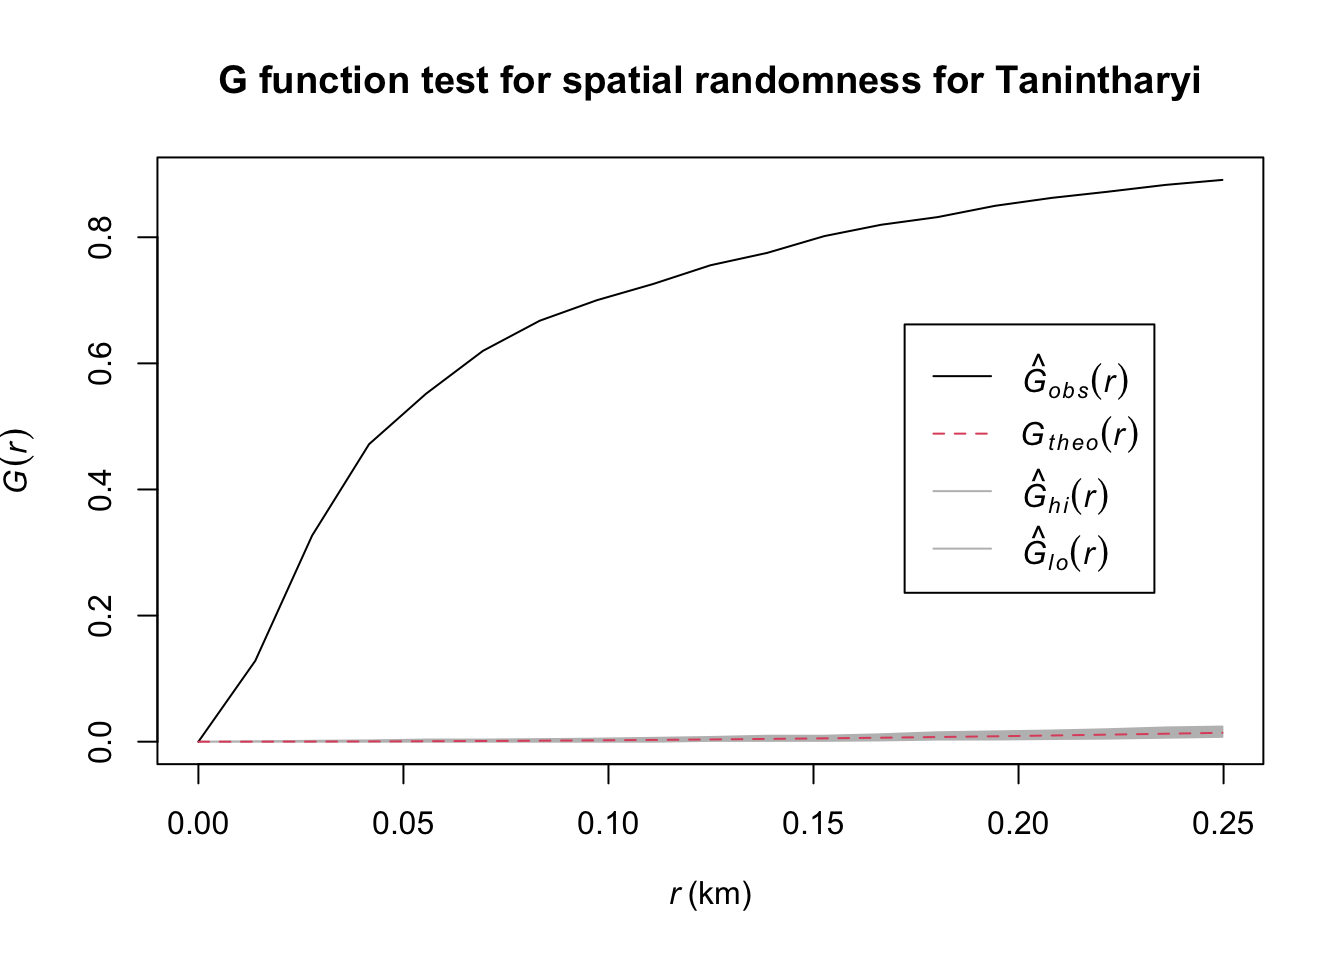 G function test for spatial randomness for Tanintharyi
G(r)
0.8
0.6
0.4
0.2
0.0
Ĝobs(r)
Gtheo(r)
Ĝhi(r)
Ĝlo(r)
0.00 0.05 0.10 0.15 0.20 0.25
r (km)